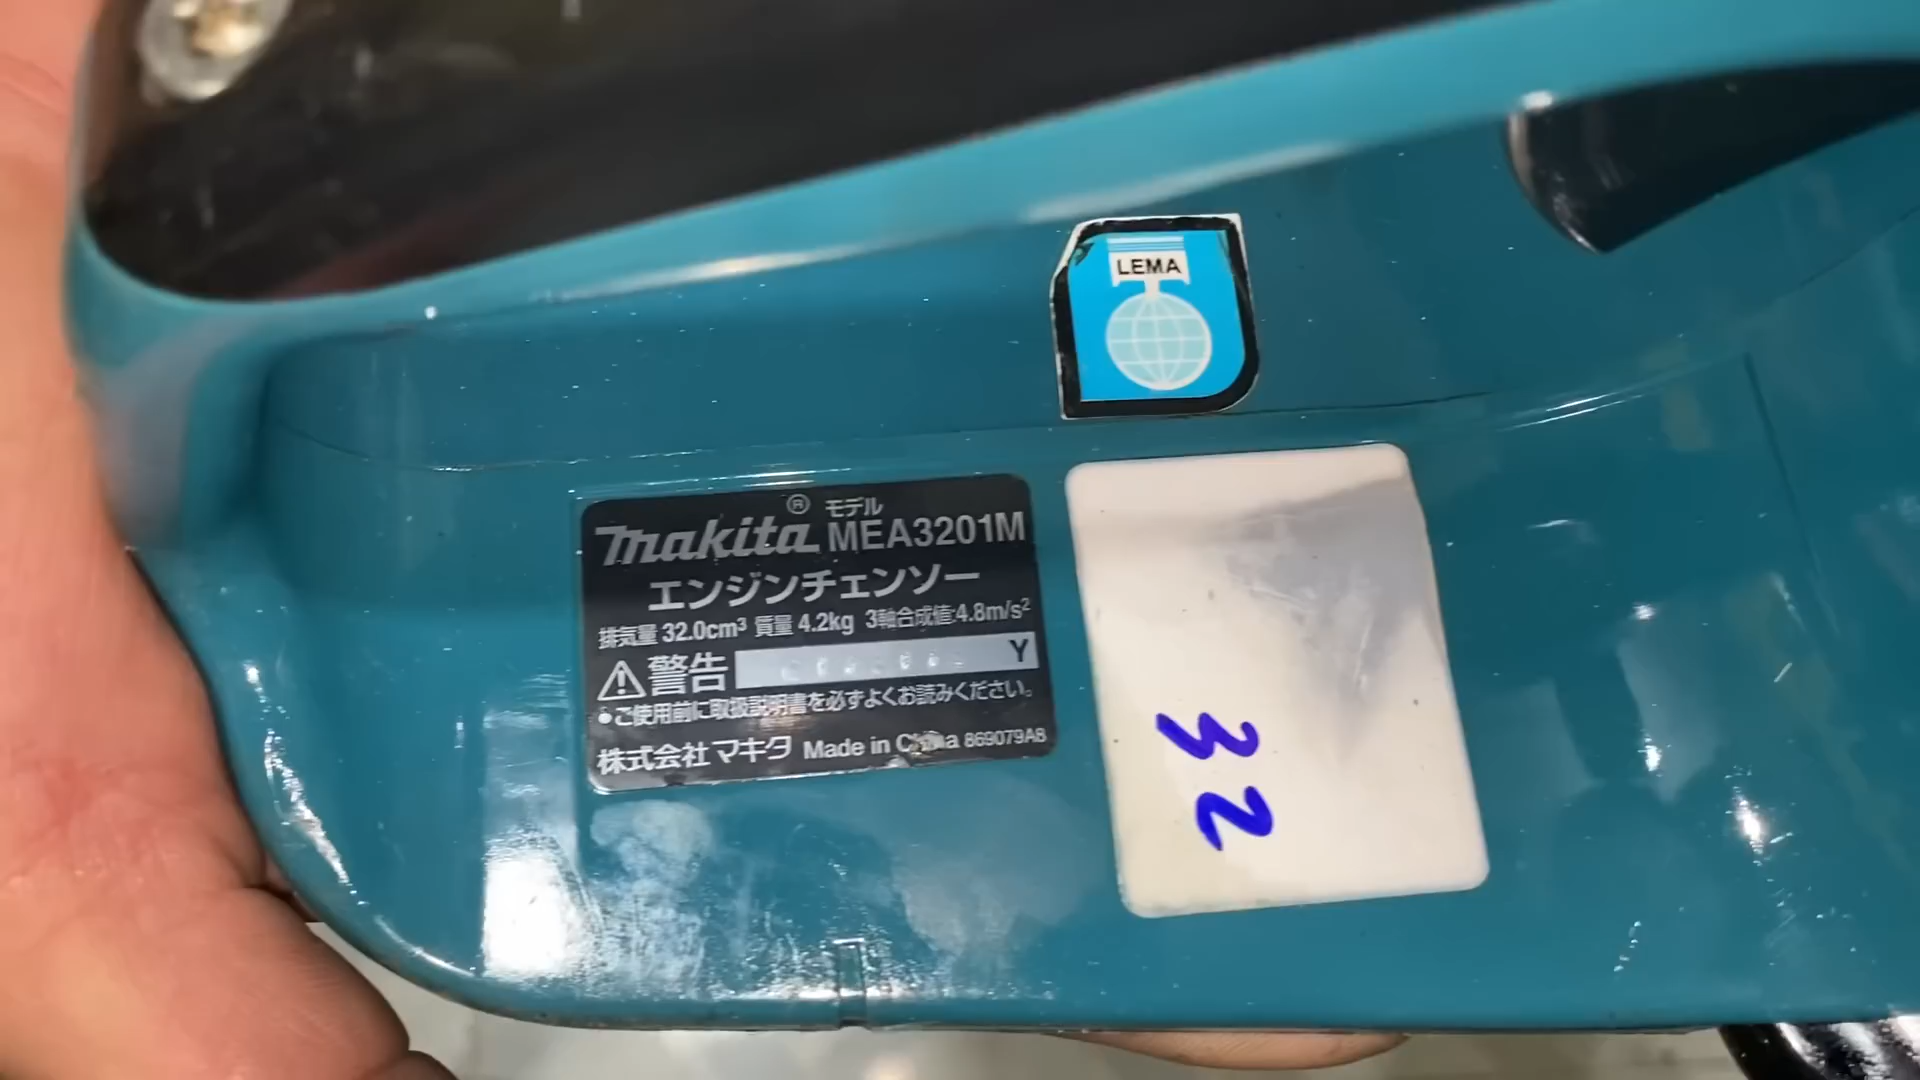 LEMA
makita® モデル MEA3201M
エンジンチェンソー
排気量 32.0cm³ 質量 4.2kg 3軸合成値:4.8m/s²
⚠警告 Y
●ご使用前に取扱説明書を必ずよくお読みください。
株式会社マキタ Made in China 869079A8
32